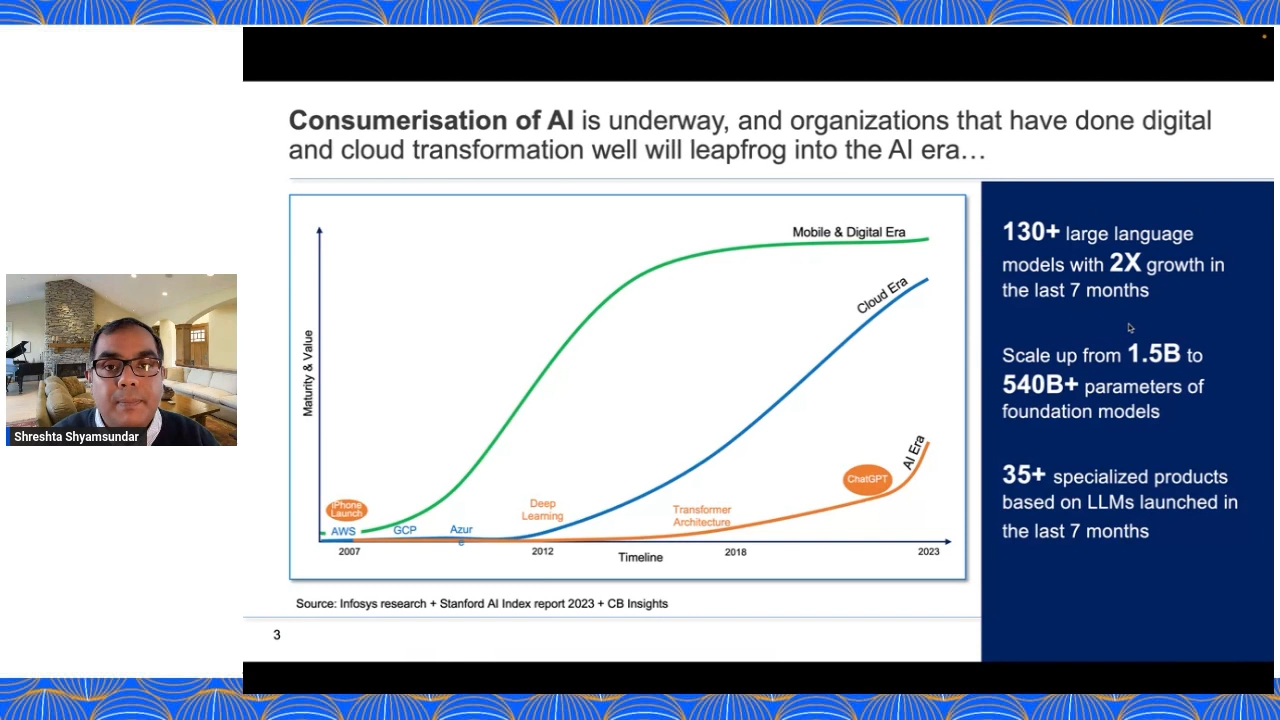 Consumerisation of AI is underway, and organizations that have done digital
and cloud transformation well will leapfrog into the AI era…
Mobile & Digital Era
Cloud Era
AI Era
Maturity & Value
iPhone
Launch
AWS
GCP
Azur
e
Deep
Learning
Transformer
Architecture
ChatGPT
2007
2012
2018
2023
Timeline
130+ large language
models with 2X growth in
the last 7 months
Scale up from 1.5B to
540B+ parameters of
foundation models
35+ specialized products
based on LLMs launched in
the last 7 months
Source: Infosys research + Stanford AI Index report 2023 + CB Insights
3
Shreshta Shyamsundar